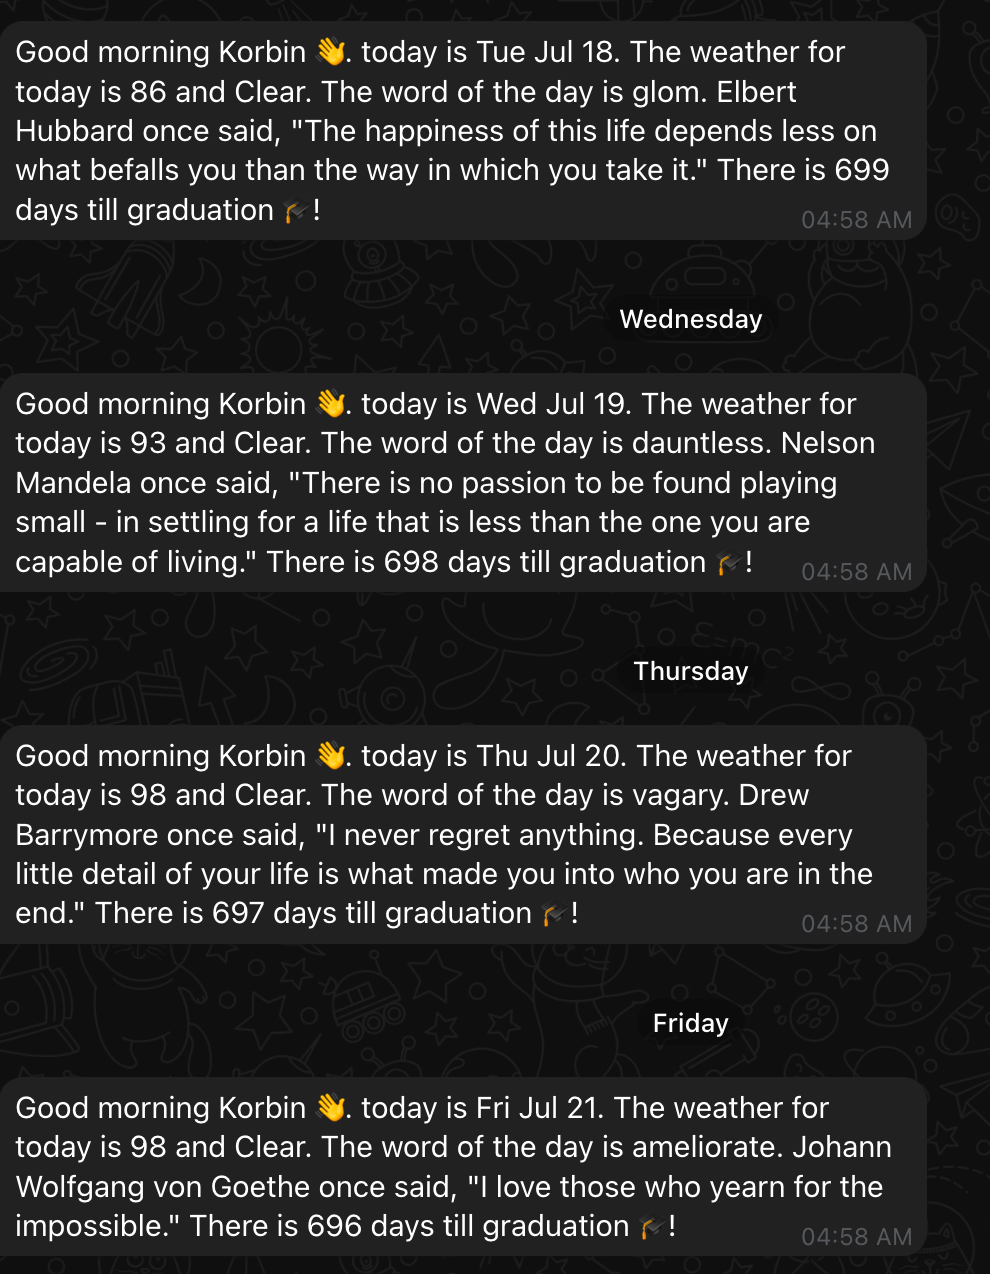 Good morning Korbin 👋. today is Tue Jul 18. The weather for
today is 86 and Clear. The word of the day is glom. Elbert
Hubbard once said, "The happiness of this life depends less on
what befalls you than the way in which you take it." There is 699
days till graduation 🎓!
04:58 AM
Wednesday
Good morning Korbin 👋. today is Wed Jul 19. The weather for
today is 93 and Clear. The word of the day is dauntless. Nelson
Mandela once said, "There is no passion to be found playing
small - in settling for a life that is less than the one you are
capable of living." There is 698 days till graduation 🎓!
04:58 AM
Thursday
Good morning Korbin 👋. today is Thu Jul 20. The weather for
today is 98 and Clear. The word of the day is vagary. Drew
Barrymore once said, "I never regret anything. Because every
little detail of your life is what made you into who you are in the
end." There is 697 days till graduation 🎓!
04:58 AM
Friday
Good morning Korbin 👋. today is Fri Jul 21. The weather for
today is 98 and Clear. The word of the day is ameliorate. Johann
Wolfgang von Goethe once said, "I love those who yearn for the
impossible." There is 696 days till graduation 🎓!
04:58 AM